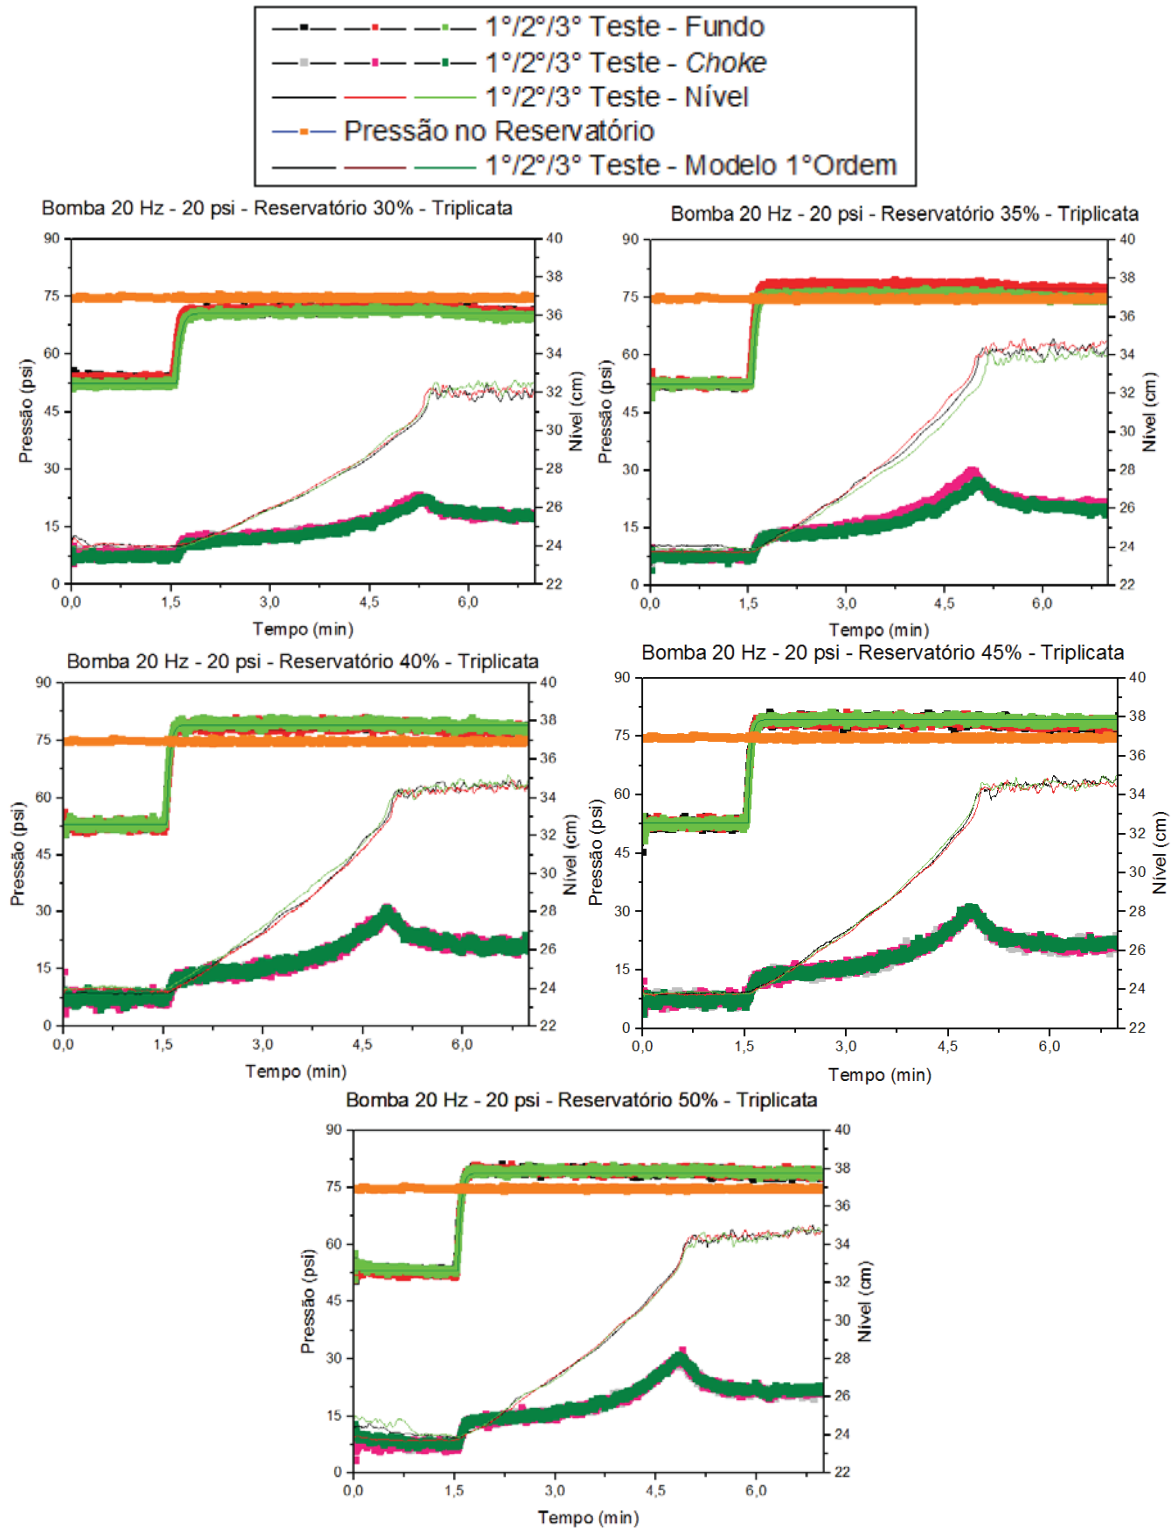 1°/2°/3° Teste - Fundo
1°/2°/3° Teste - Choke
1°/2°/3° Teste - Nível
Pressão no Reservatório
1°/2°/3° Teste - Modelo 1°Ordem
Bomba 20 Hz - 20 psi - Reservatório 30% - Triplicata
90
75
60
45
30
15
0
Pressão (psi)
0,0 1,5 3,0 4,5 6,0
Tempo (min)
40
38
36
34
32
30
28
26
24
22
Nível (cm)
Bomba 20 Hz - 20 psi - Reservatório 35% - Triplicata
90
75
60
45
30
15
0
Pressão (psi)
0,0 1,5 3,0 4,5 6,0
Tempo (min)
40
38
36
34
32
30
28
26
24
22
Nível (cm)
Bomba 20 Hz - 20 psi - Reservatório 40% - Triplicata
90
75
60
45
30
15
0
Pressão (psi)
0,0 1,5 3,0 4,5 6,0
Tempo (min)
40
38
36
34
32
30
28
26
24
22
Nível (cm)
Bomba 20 Hz - 20 psi - Reservatório 45% - Triplicata
90
75
60
45
30
15
0
Pressão (psi)
0,0 1,5 3,0 4,5 6,0
Tempo (min)
40
38
36
34
32
30
28
26
24
22
Nível (cm)
Bomba 20 Hz - 20 psi - Reservatório 50% - Triplicata
90
75
60
45
30
15
0
Pressão (psi)
0,0 1,5 3,0 4,5 6,0
Tempo (min)
40
38
36
34
32
30
28
26
24
22
Nível (cm)